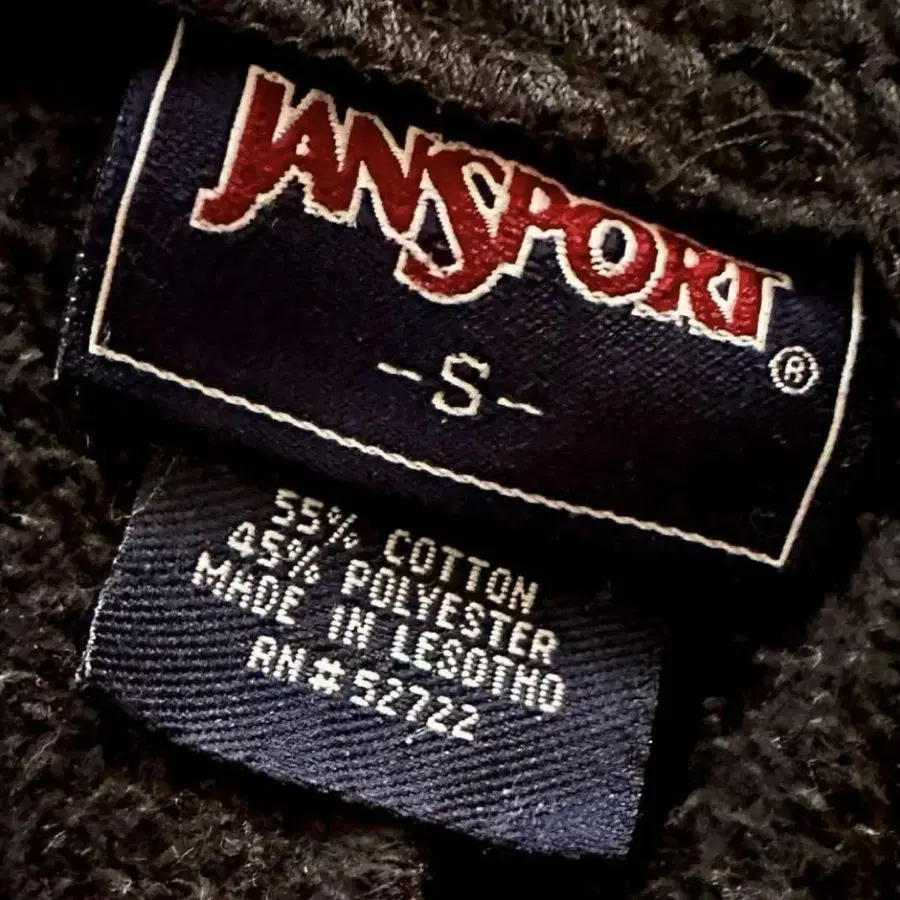 JANSPORT
®
-S-
55% COTTON
45% POLYESTER
MADE IN LESOTHO
RN#52722